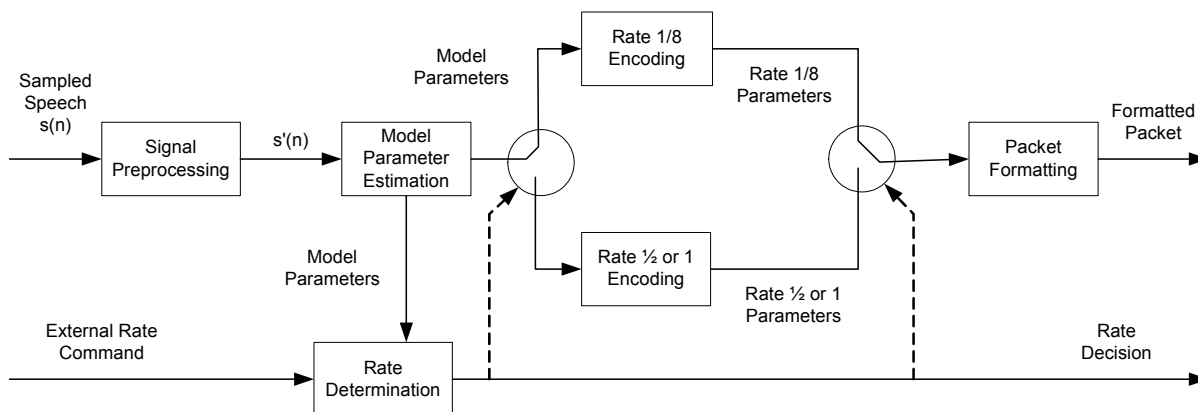 Sampled
Speech
s(n)
Signal
Preprocessing
s'(n)
Model
Parameter
Estimation
Model
Parameters
Rate 1/8
Encoding
Rate 1/8
Parameters
Formatted
Packet
Packet
Formatting
Model
Parameters
Rate ½ or 1
Encoding
Rate ½ or 1
Parameters
External Rate
Command
Rate
Determination
Rate
Decision